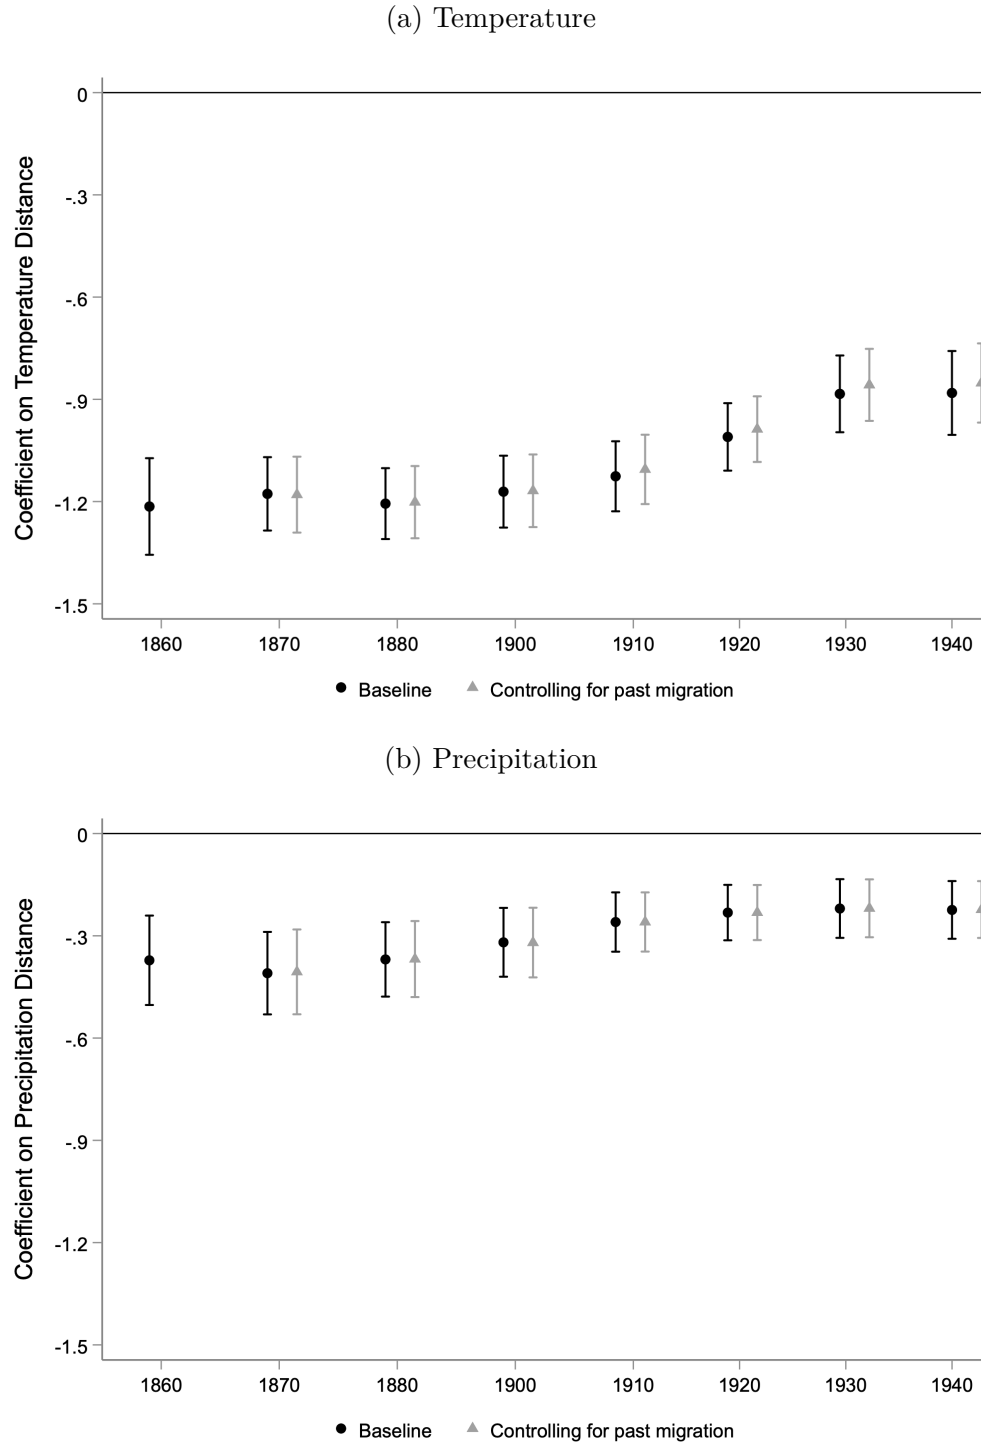 (a) Temperature
Coefficient on Temperature Distance
0
-.3
-.6
-.9
-1.2
-1.5
1860 1870 1880 1900 1910 1920 1930 1940
Baseline Controlling for past migration
(b) Precipitation
Coefficient on Precipitation Distance
0
-.3
-.6
-.9
-1.2
-1.5
1860 1870 1880 1900 1910 1920 1930 1940
Baseline Controlling for past migration